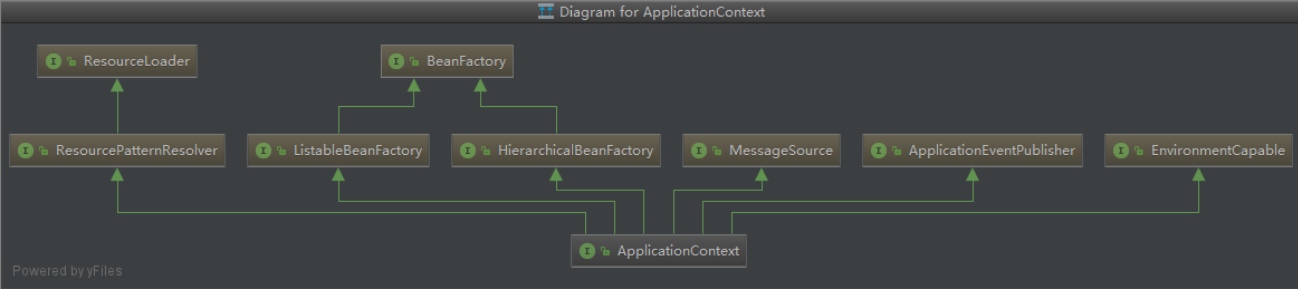 Diagram for ApplicationContext
ResourceLoader
BeanFactory
ResourcePatternResolver
ListableBeanFactory
HierarchicalBeanFactory
MessageSource
ApplicationEventPublisher
EnvironmentCapable
ApplicationContext
Powered by yFiles